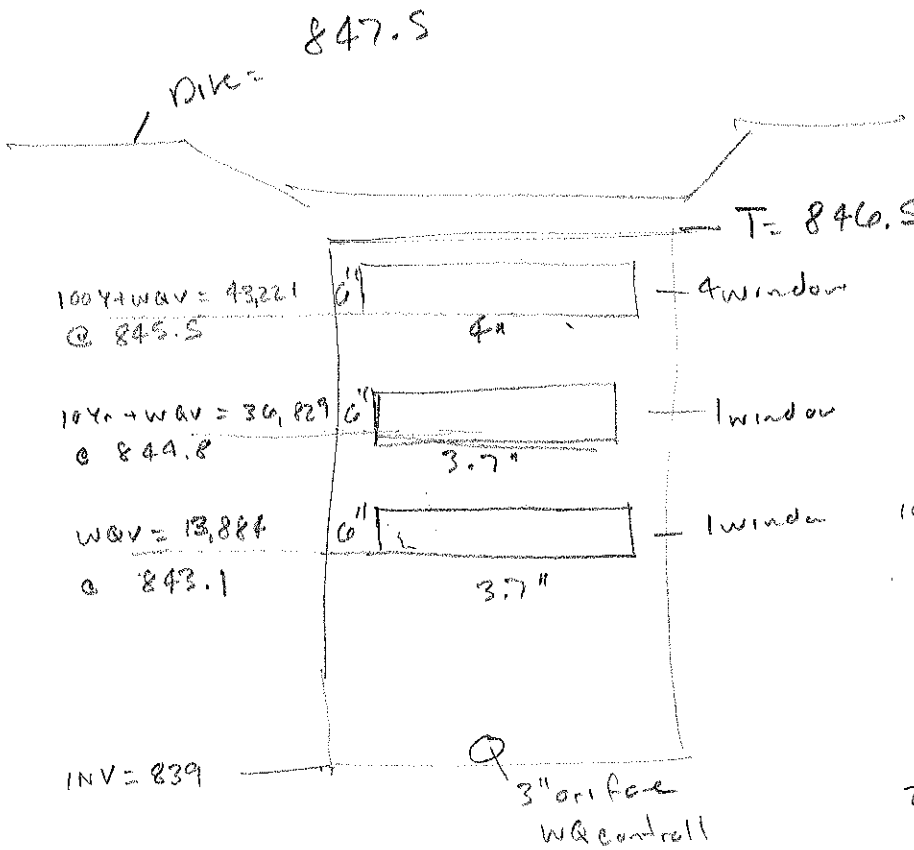 847.5
Dike =
T = 846.5
100Yr + WQV = 43,221
@ 845.5
6"
4"
4 window
10Yr + WQV = 36,829
@ 844.8
6"
3.7"
1 window
WQV = 13,884
@ 843.1
6"
3.7"
1 windo
INV = 839
3" orifice
WQ controll